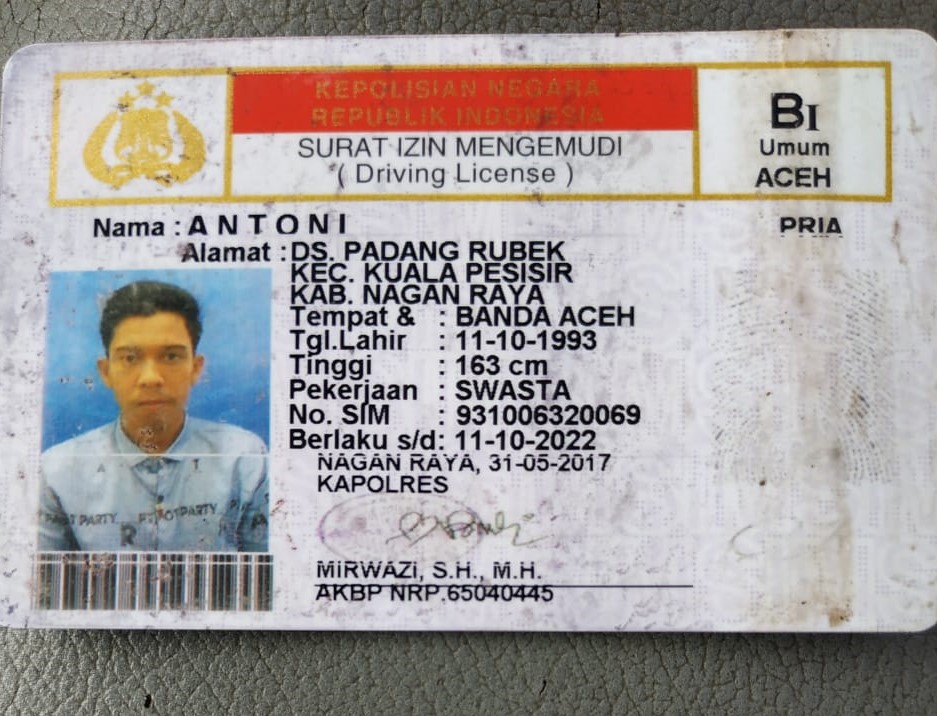 KEPOLISIAN NEGARA
REPUBLIK INDONESIA
SURAT IZIN MENGEMUDI
( Driving License )
BI
Umum
ACEH
Nama : ANTONI
PRIA
Alamat : DS. PADANG RUBEK
KEC. KUALA PESISIR
KAB. NAGAN RAYA
Tempat & : BANDA ACEH
Tgl.Lahir : 11-10-1993
Tinggi : 163 cm
Pekerjaan : SWASTA
No. SIM : 931006320069
Berlaku s/d: 11-10-2022
NAGAN RAYA, 31-05-2017
KAPOLRES
MIRWAZI, S.H., M.H.
AKBP NRP.65040445